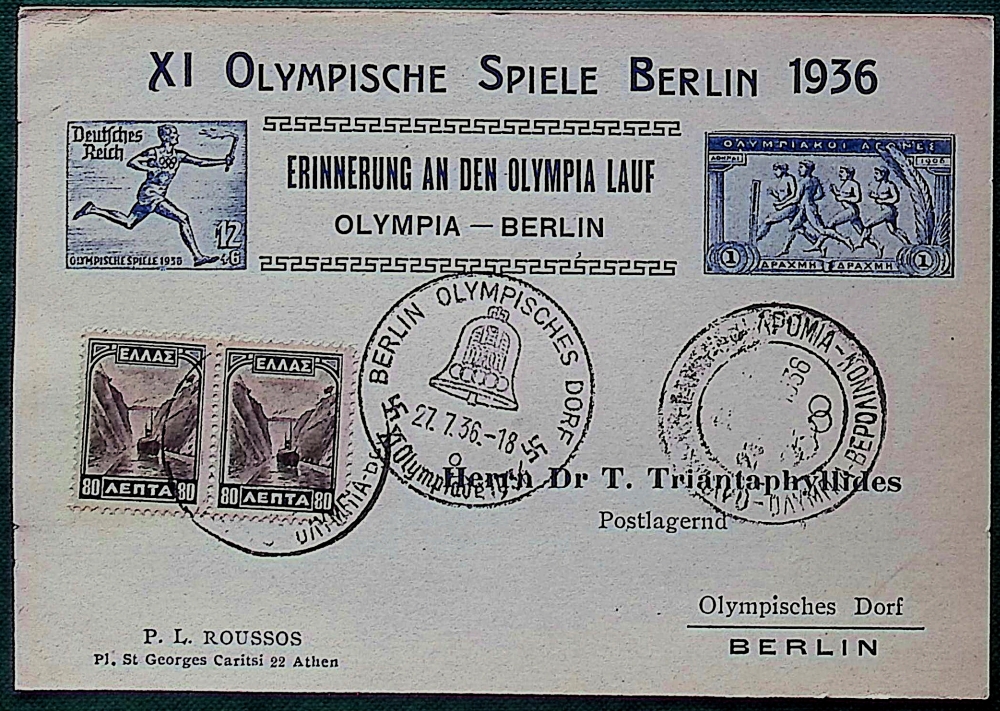 XI OLYMPISCHE SPIELE BERLIN 1936
Deutsches
Reich
12
+6
OLYMPISCHE SPIELE 1936
ERINNERUNG AN DEN OLYMPIA LAUF
OLYMPIA — BERLIN
ΟΛΥΜΠΙΑΚΟΙ ΑΓΩΝΕΣ
ΑΘΗΝΑΙ 1906
1 ΔΡΑΧΜΗ ΔΡΑΧΜΗ 1
ΕΛΛΑΣ
80 ΛΕΠΤΑ 80
ΕΛΛΑΣ
80 ΛΕΠΤΑ 80
BERLIN OLYMPISCHES DORF
27.7.36.-18
ΔΡΟΜΙΑ-
Herrn Dr T. Triantaphyllides
Postlagernd
Olympisches Dorf
BERLIN
P. L. ROUSSOS
Pl. St Georges Caritsi 22 Athen